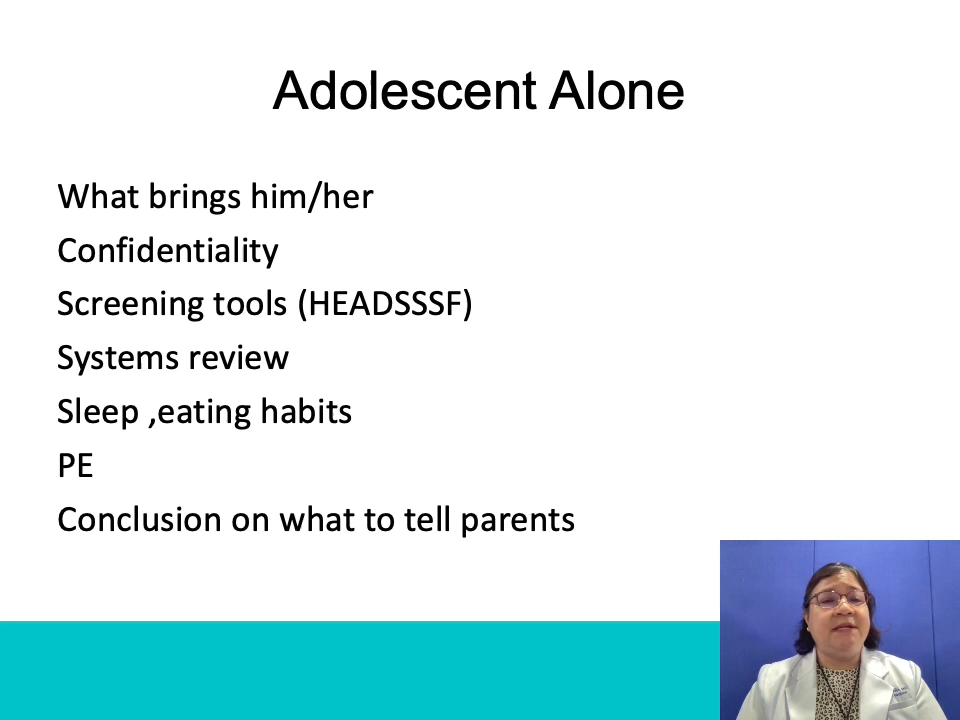 Adolescent Alone
What brings him/her
Confidentiality
Screening tools (HEADSSSF)
Systems review
Sleep ,eating habits
PE
Conclusion on what to tell parents